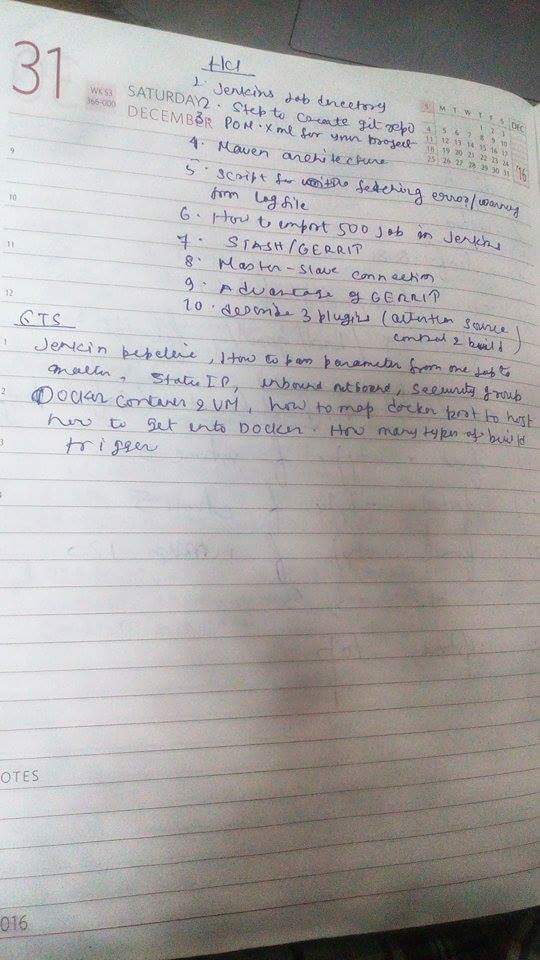 31
WK 53
366-000
SATURDAY
DECEMBER
S M T W T F S DEC
1 2 3
4 5 6 7 8 9 10
11 12 13 14 15 16 17
18 19 20 21 22 23 24
25 26 27 28 29 30 31
'16
HCL
1. Jenkins Job directory
2. Step to create git repo
3. POM.xml for your project
4. Maven architecture
5. Script for fetching error/warning
from log file
6. How to import 500 job in Jenkins
7. STASH/GERRIT
8. Master-slave connection
9. Advantage of GERRIT
10. describe 3 plugins (attention source
control & build)
CTS
Jenkin pipeline, How to pass parameter from one job to
another, Static IP, inbound outbound, security group
Docker container & VM, how to map docker port to host
how to get into Docker. How many types of build
trigger
9
10
11
12
1
2
3
4
OTES
016